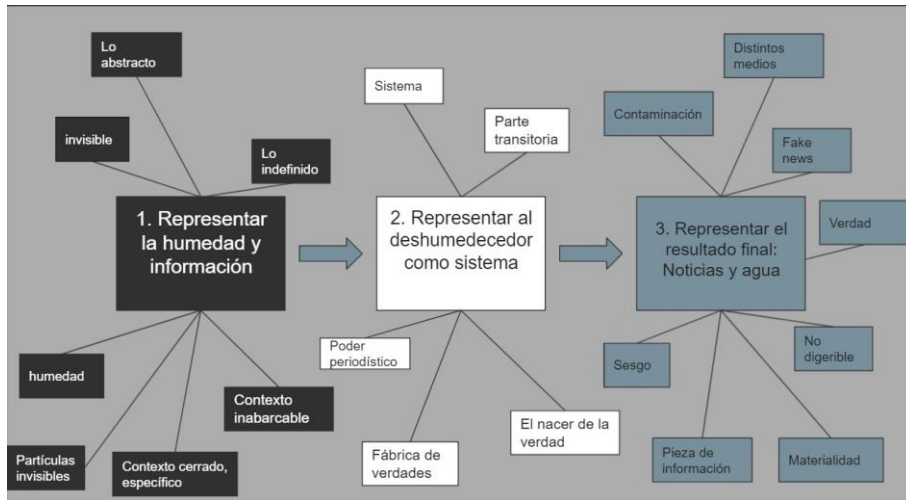 Lo
abstracto
invisible
Lo
indefinido
1. Representar
la humedad y
información
humedad
Contexto
inabarcable
Partículas
invisibles
Contexto cerrado,
específico
Sistema
Parte
transitoria
2. Representar al
deshumedecedor
como sistema
Poder
periodístico
El nacer de la
verdad
Fábrica de
verdades
Distintos
medios
Contaminación
Fake
news
Verdad
3. Representar el
resultado final:
Noticias y agua
No
digerible
Sesgo
Pieza de
información
Materialidad